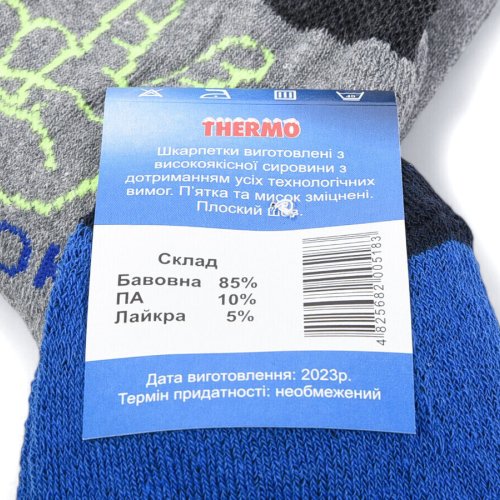 THERMO
Шкарпетки виготовлені з
високоякісної сировини з
дотриманням усіх технологічних
вимог. П'ятка та мисок зміцнені.
Плоский шов.
Склад
Бавовна 85%
ПА 10%
Лайкра 5%
4825682005183
Дата виготовлення: 2023р.
Термін придатності: необмежений